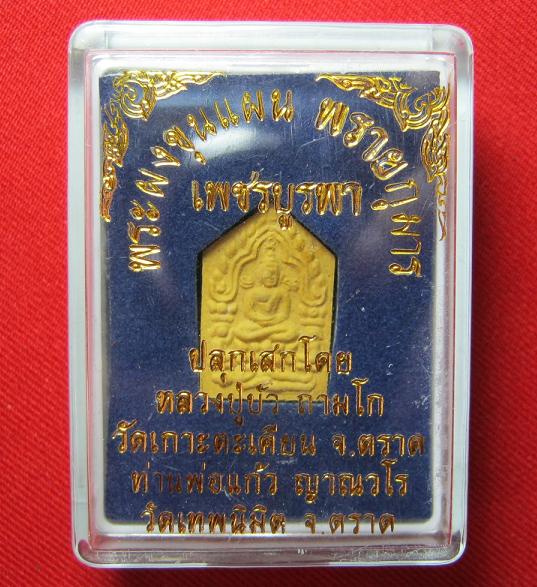 พระผงขุนแผน พรายกุมาร
เพชรบูรพา
ปลุกเสกโดย
หลวงปู่บัว ถามโก
วัดเกาะตะเคียน จ.ตราด
ท่านพ่อแก้ว ญาณวโร
วัดเทพนิมิต จ.ตราด